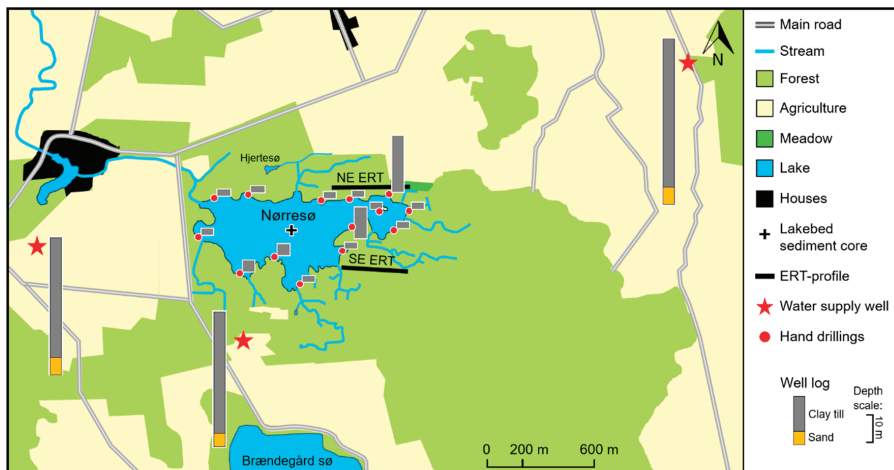 Hjertesø
NE ERT
Nørresø
SE ERT
Brændegård sø
0 200 m 600 m
N
Main road
Stream
Forest
Agriculture
Meadow
Lake
Houses
Lakebed
sediment core
ERT-profile
Water supply well
Hand drillings
Well log
Depth
scale:
Clay till
Sand
10 m